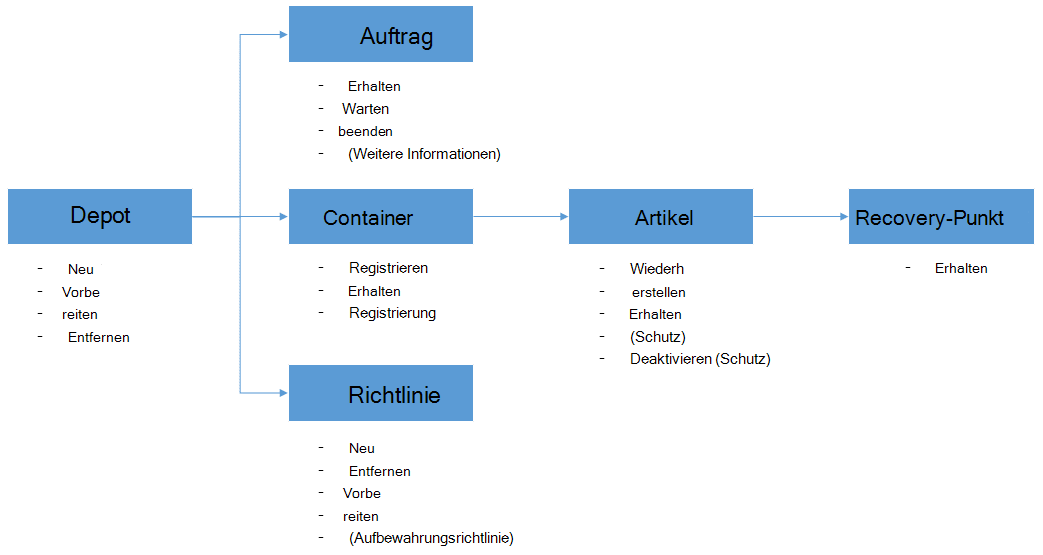 Auftrag
- Erhalten
- Warten
- beenden
- (Weitere Informationen)
Depot
- Neu
- Vorbe
- reiten
- Entfernen
Container
- Registrieren
- Erhalten
- Registrierung
Artikel
- Wiederh
- erstellen
- Erhalten
- (Schutz)
- Deaktivieren (Schutz)
Recovery-Punkt
- Erhalten
Richtlinie
- Neu
- Entfernen
- Vorbe
- reiten
- (Aufbewahrungsrichtlinie)